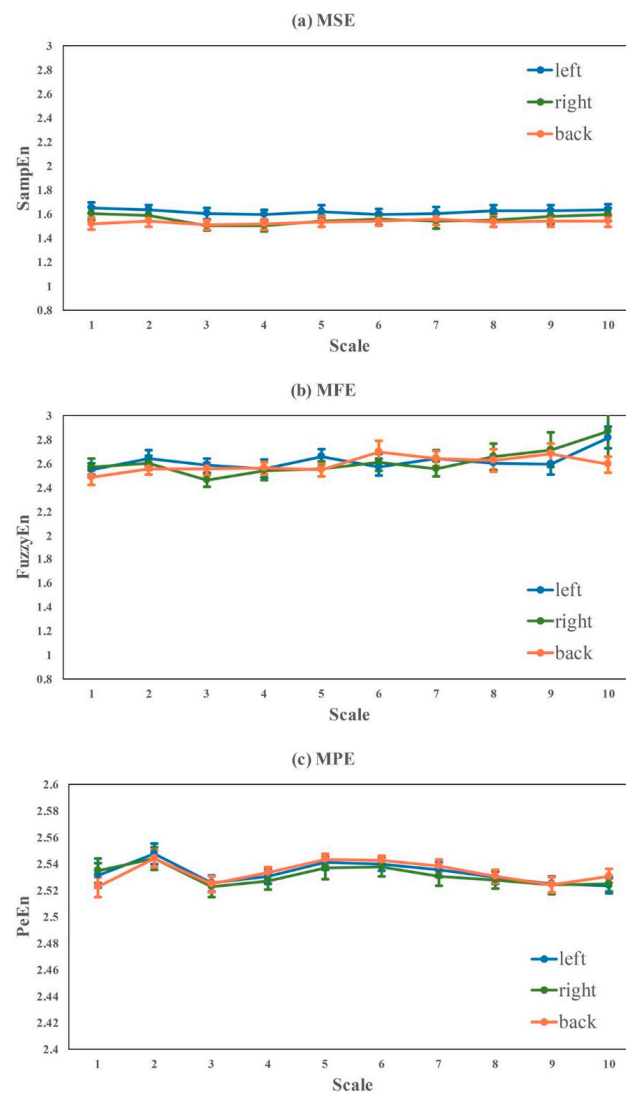 (a) MSE
3
2.8
2.6
2.4
2.2
2
1.8
1.6
1.4
1.2
1
0.8
SampEn
left
right
back
1 2 3 4 5 6 7 8 9 10
Scale
(b) MFE
3
2.8
2.6
2.4
2.2
2
1.8
1.6
1.4
1.2
1
0.8
FuzzyEn
left
right
back
1 2 3 4 5 6 7 8 9 10
Scale
(c) MPE
2.6
2.58
2.56
2.54
2.52
2.5
2.48
2.46
2.44
2.42
2.4
PeEn
left
right
back
1 2 3 4 5 6 7 8 9 10
Scale